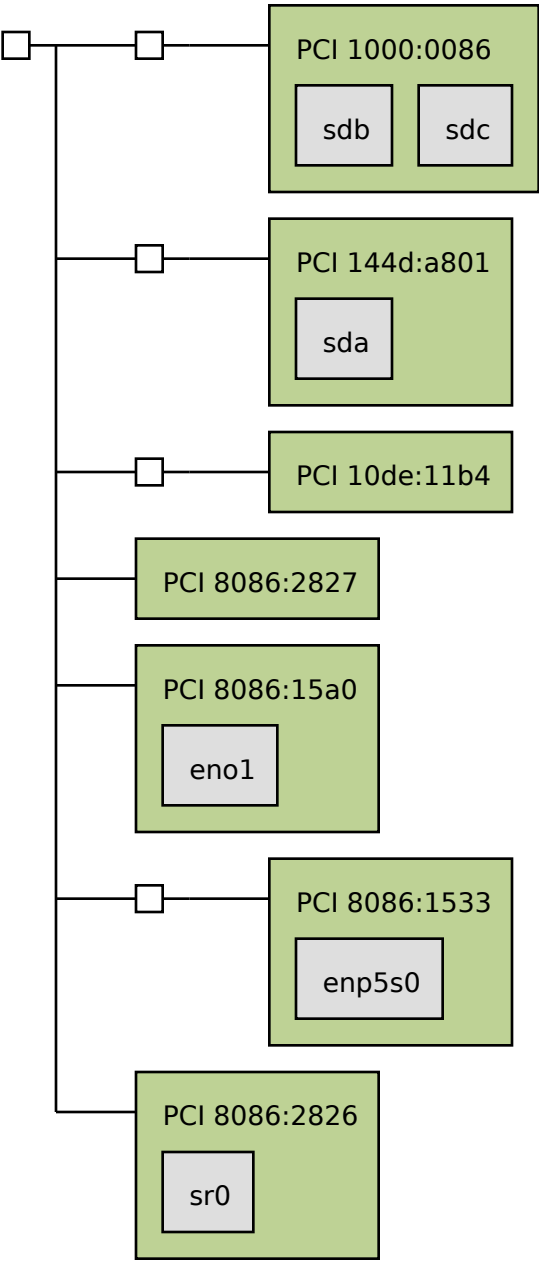 PCI 1000:0086
sdb sdc
PCI 144d:a801
sda
PCI 10de:11b4
PCI 8086:2827
PCI 8086:15a0
eno1
PCI 8086:1533
enp5s0
PCI 8086:2826
sr0